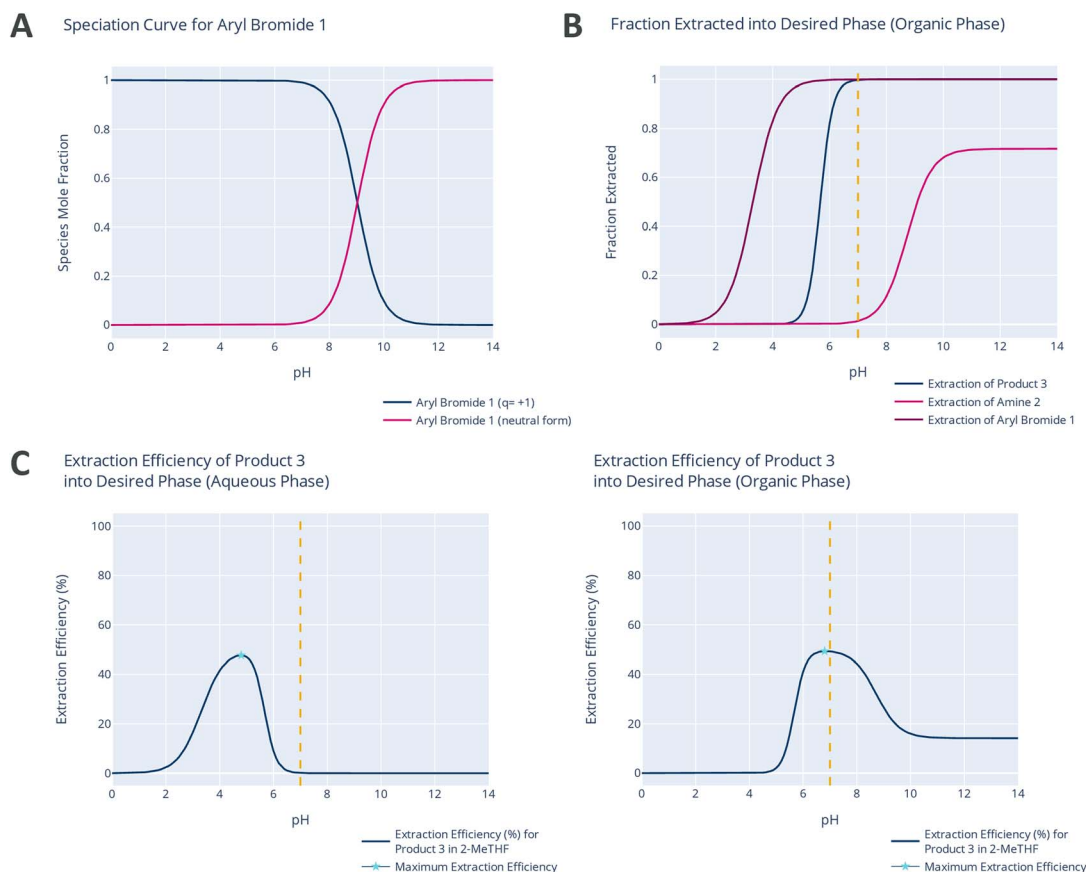 A
Speciation Curve for Aryl Bromide 1
Species Mole Fraction
1
0.8
0.6
0.4
0.2
0
0 2 4 6 8 10 12 14
pH
Aryl Bromide 1 (q= +1)
Aryl Bromide 1 (neutral form)
B
Fraction Extracted into Desired Phase (Organic Phase)
Fraction Extracted
1
0.8
0.6
0.4
0.2
0
0 2 4 6 8 10 12 14
pH
Extraction of Product 3
Extraction of Amine 2
Extraction of Aryl Bromide 1
C
Extraction Efficiency of Product 3
into Desired Phase (Aqueous Phase)
Extraction Efficiency (%)
100
80
60
40
20
0
0 2 4 6 8 10 12 14
pH
Extraction Efficiency (%) for
Product 3 in 2-MeTHF
Maximum Extraction Efficiency
Extraction Efficiency of Product 3
into Desired Phase (Organic Phase)
Extraction Efficiency (%)
100
80
60
40
20
0
0 2 4 6 8 10 12 14
pH
Extraction Efficiency (%) for
Product 3 in 2-MeTHF
Maximum Extraction Efficiency